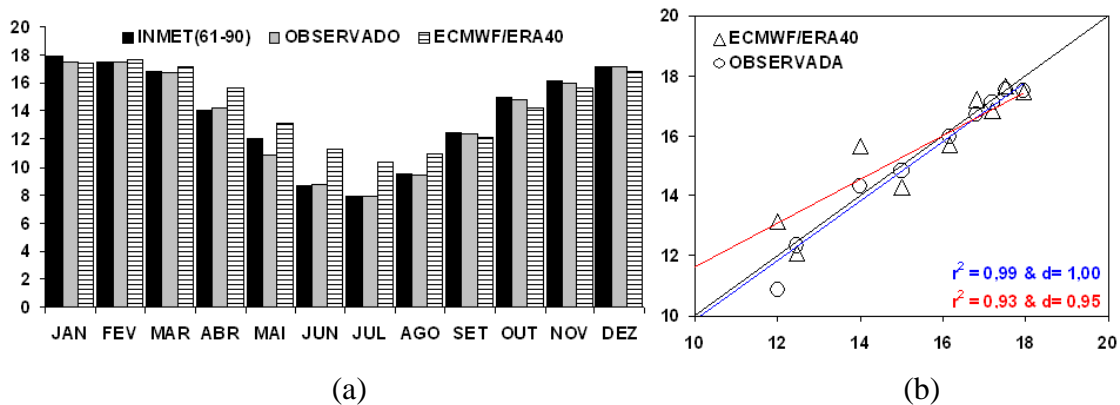 20
18
16
14
12
10
8
6
4
2
0
INMET(61-90) OBSERVADO ECMWF/ERA40
JAN FEV MAR ABR MAI JUN JUL AGO SET OUT NOV DEZ
(a)
20
18
16
14
12
10
ECMWF/ERA40
OBSERVADA
r² = 0,99 & d= 1,00
r² = 0,93 & d= 0,95
10 12 14 16 18 20
(b)